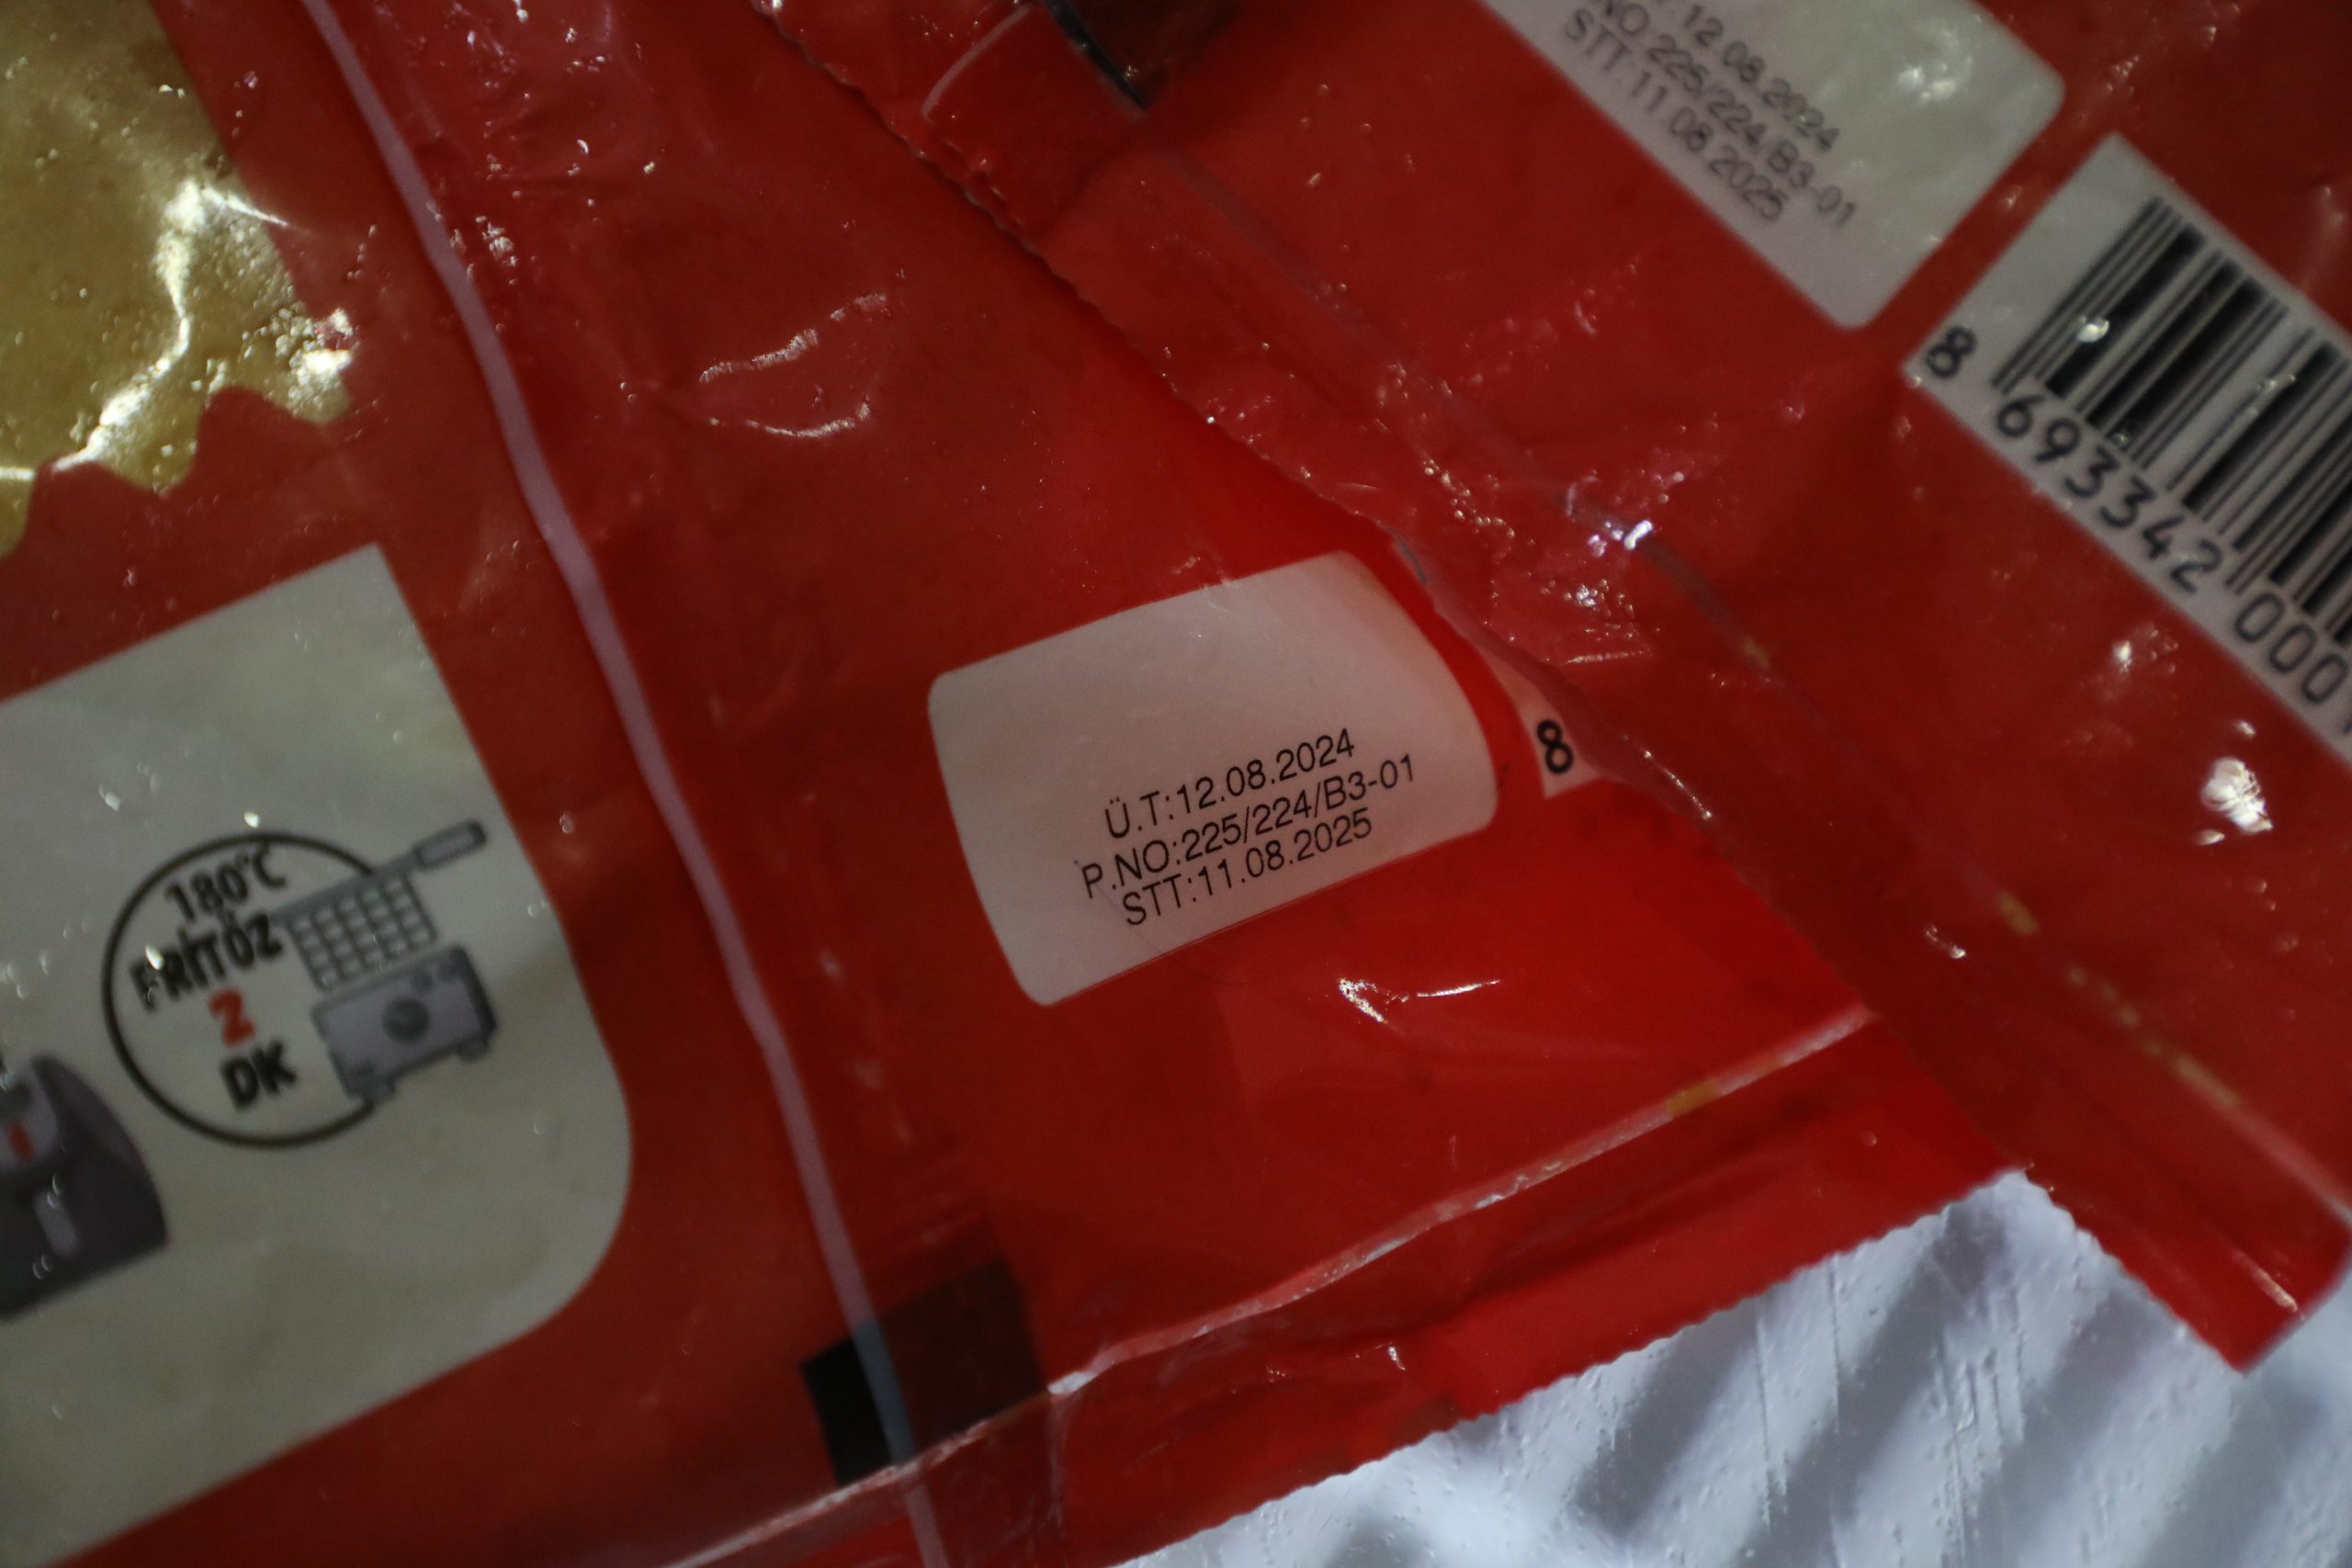 12.08.2024
NO:225/224/B3-01
STT:11.08.2025
8 693342 000
Ü.T:12.08.2024
P.NO:225/224/B3-01
STT:11.08.2025
8
180°C
FRİTÖZ
2
DK